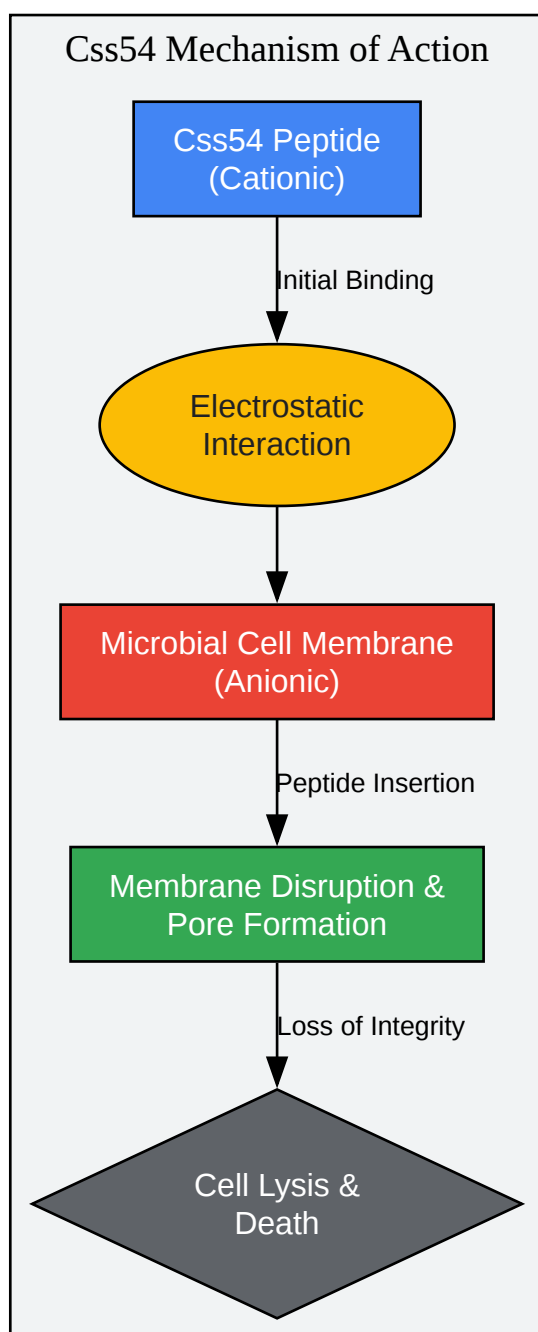 Css54 Mechanism of Action
Css54 Peptide
(Cationic)
Initial Binding
Electrostatic
Interaction
Microbial Cell Membrane
(Anionic)
Peptide Insertion
Membrane Disruption &
Pore Formation
Loss of Integrity
Cell Lysis &
Death